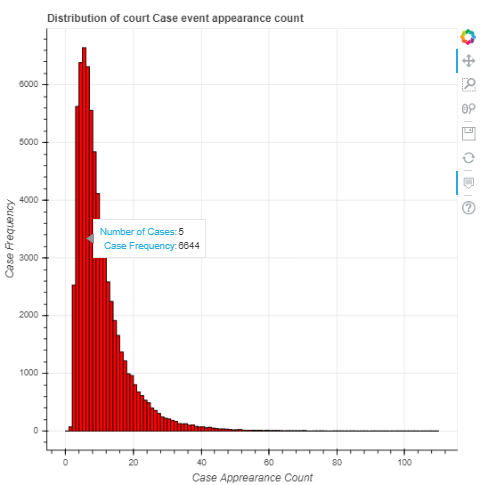 Distribution of court Case event appearance count
Case Frequency
6000
5000
4000
3000
2000
1000
0
Number of Cases: 5
Case Frequency: 6644
0 20 40 60 80 100
Case Apprearance Count